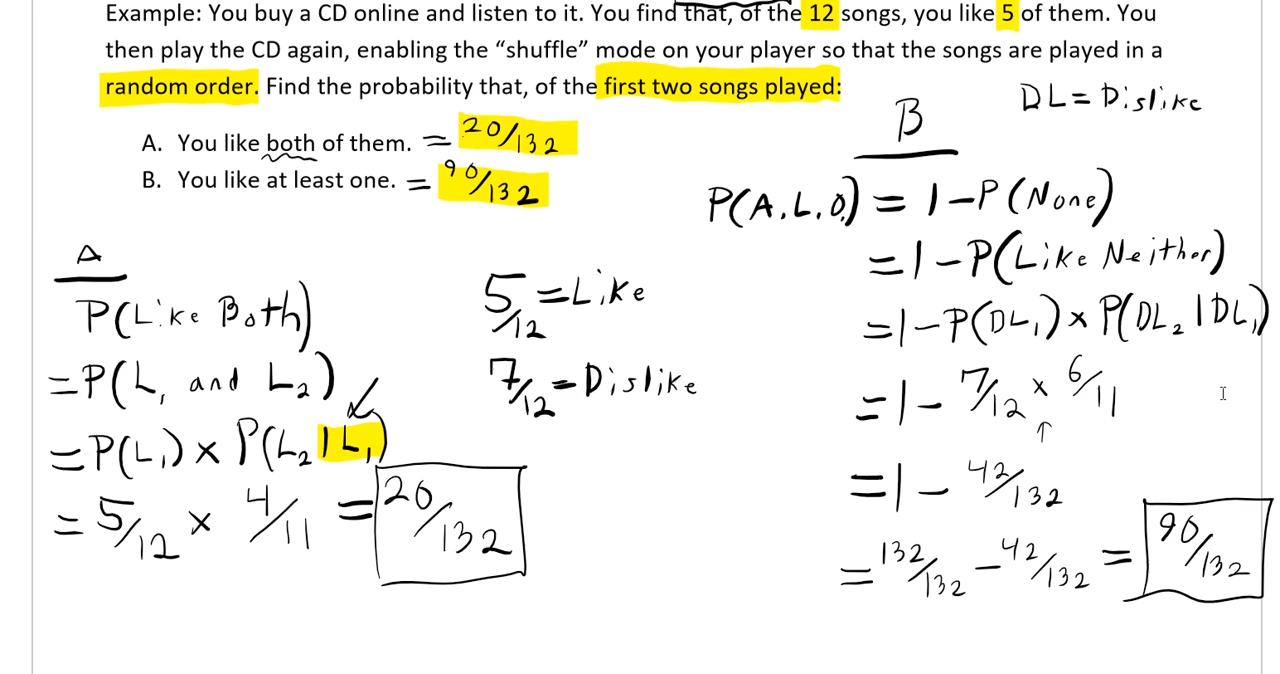 Example: You buy a CD online and listen to it. You find that, of the 12 songs, you like 5 of them. You
then play the CD again, enabling the “shuffle” mode on your player so that the songs are played in a
random order. Find the probability that, of the first two songs played:
A. You like both of them. = 20/132
B. You like at least one. = 90/132
A
P(Like Both)
=P(L₁ and L₂)
=P(L₁) × P(L₂|L₁)
= 5/12 × 4/11 = 20/132
5/12 = Like
7/12 = Dislike
DL = Dislike
B
P(A.L.O) = 1-P(None)
=1-P(Like Neither)
=1-P(DL₁) × P(DL₂|DL₁)
=1- 7/12 × 6/11
=1- 42/132
= 132/132 - 42/132 = 90/132